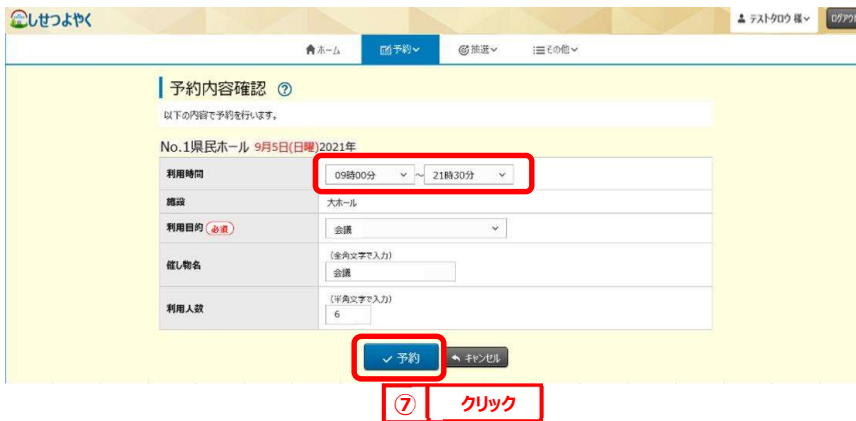 しせつよやく
テストタロウ 様
ログアウト
ホーム 予約 抽選 その他
予約内容確認 ?
以下の内容で予約を行います。
No.1県民ホール 9月5日(日曜)2021年
利用時間 09時00分 ～ 21時30分
施設 大ホール
利用目的 必須 会議
催し物名 (全角文字で入力)
会議
利用人数 (半角文字で入力)
6
予約 キャンセル
⑦ クリック